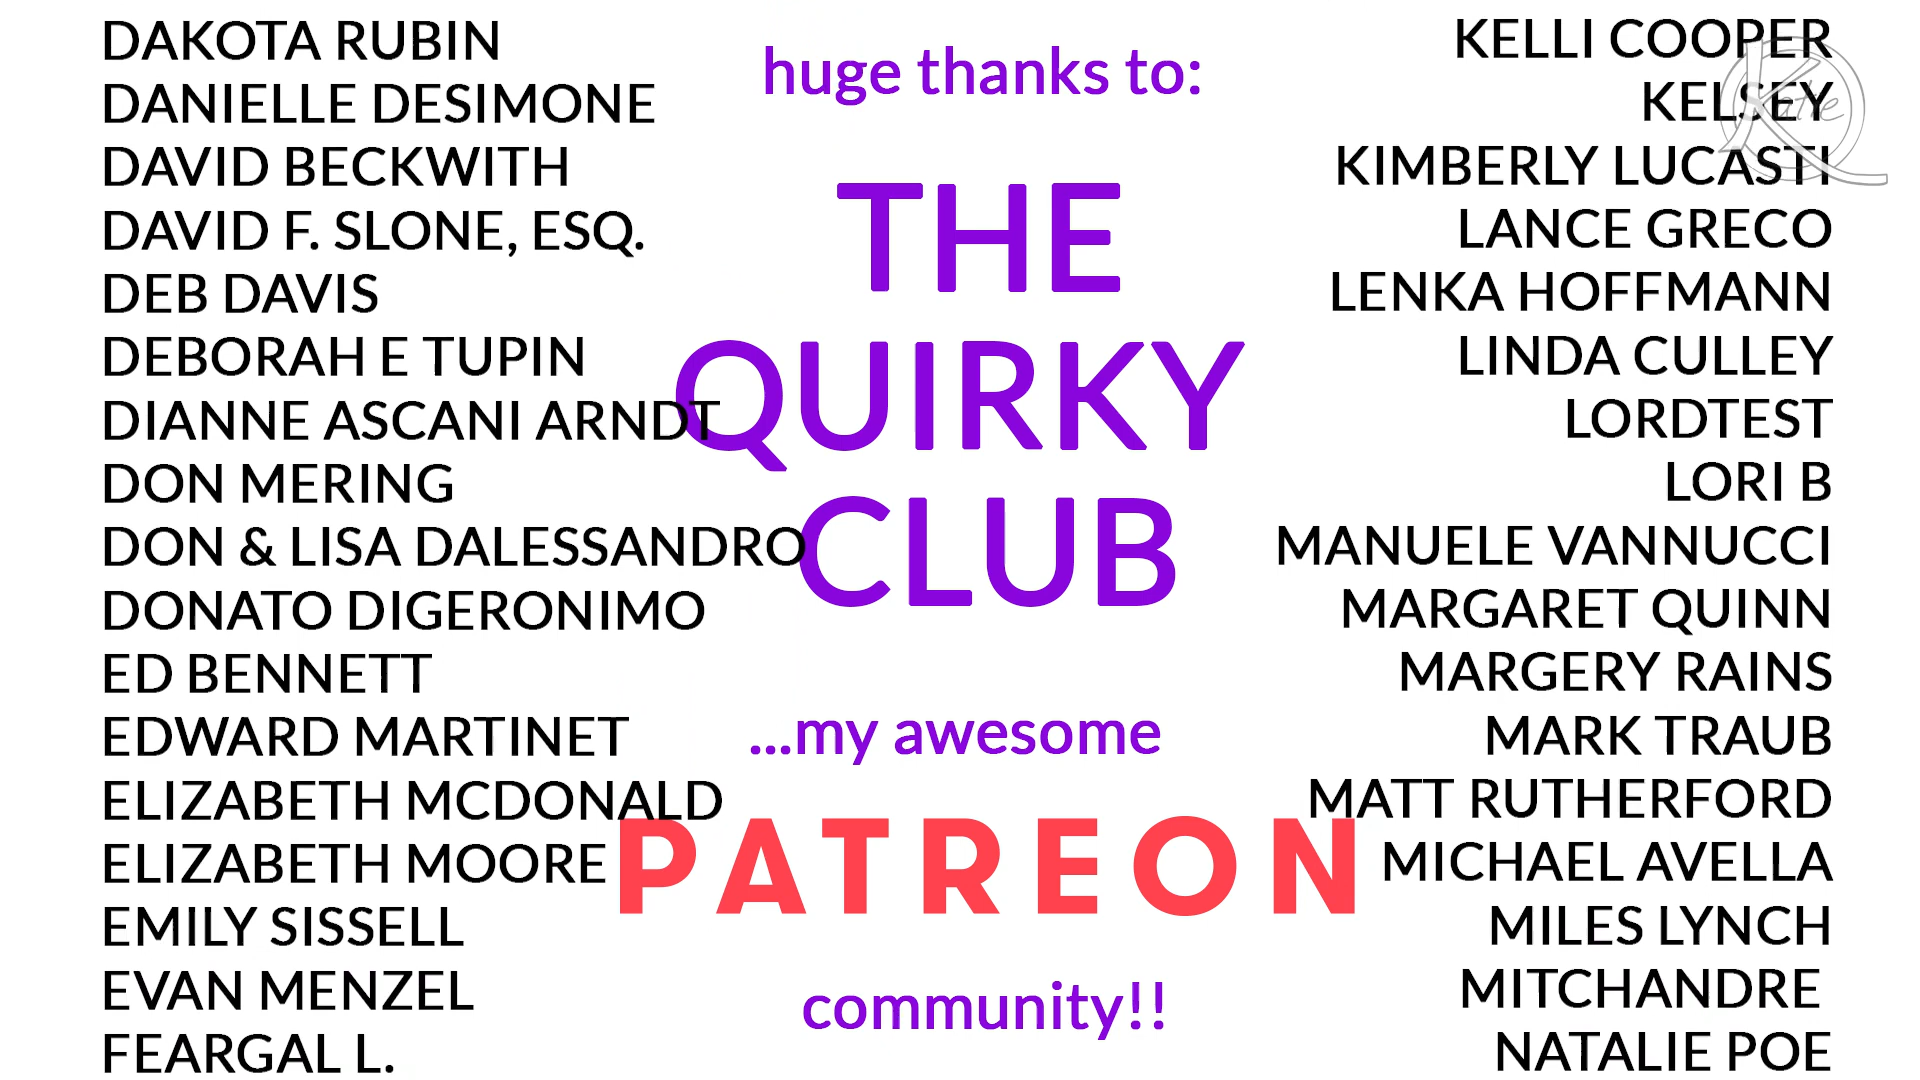 DAKOTA RUBIN
DANIELLE DESIMONE
DAVID BECKWITH
DAVID F. SLONE, ESQ.
DEB DAVIS
DEBORAH E TUPIN
DIANNE ASCANI ARNDT
DON MERING
DON & LISA DALESSANDRO
DONATO DIGERONIMO
ED BENNETT
EDWARD MARTINET
ELIZABETH MCDONALD
ELIZABETH MOORE
EMILY SISSELL
EVAN MENZEL
FEARGAL L.
huge thanks to:
THE
QUIRKY
CLUB
...my awesome
PATREON
community!!
KELLI COOPER
KELSEY
KIMBERLY LUCASTI
LANCE GRECO
LENKA HOFFMANN
LINDA CULLEY
LORDTEST
LORI B
MANUELE VANNUCCI
MARGARET QUINN
MARGERY RAINS
MARK TRAUB
MATT RUTHERFORD
MICHAEL AVELLA
MILES LYNCH
MITCHANDRE
NATALIE POE
Katie